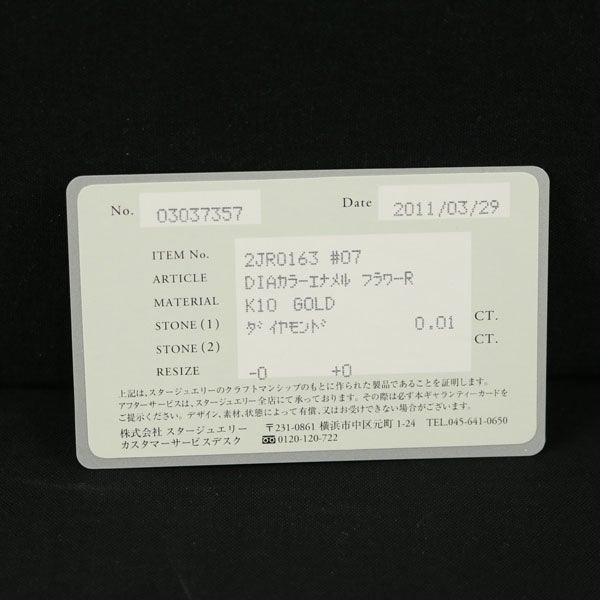 No. 03037357 Date 2011/03/29
ITEM No. 2JR0163 #07
ARTICLE DIAカラーエナメル フラワーR
MATERIAL K10 GOLD
STONE (1) ダイヤモンド 0.01 CT.
STONE (2) CT.
RESIZE -0 +0
上記は、スタージュエリーのクラフトマンシップのもとに作られた製品であることを証明します。
アフターサービスは、スタージュエリー全店にて承っております。その際は必ず本ギャランティーカードを
ご提示ください。デザイン、素材、状態によって有償、又はお受けできない場合がございます。
株式会社 スタージュエリー 〒231-0861 横浜市中区元町 1-24 TEL.045-641-0650
カスタマーサービスデスク 0120-120-722